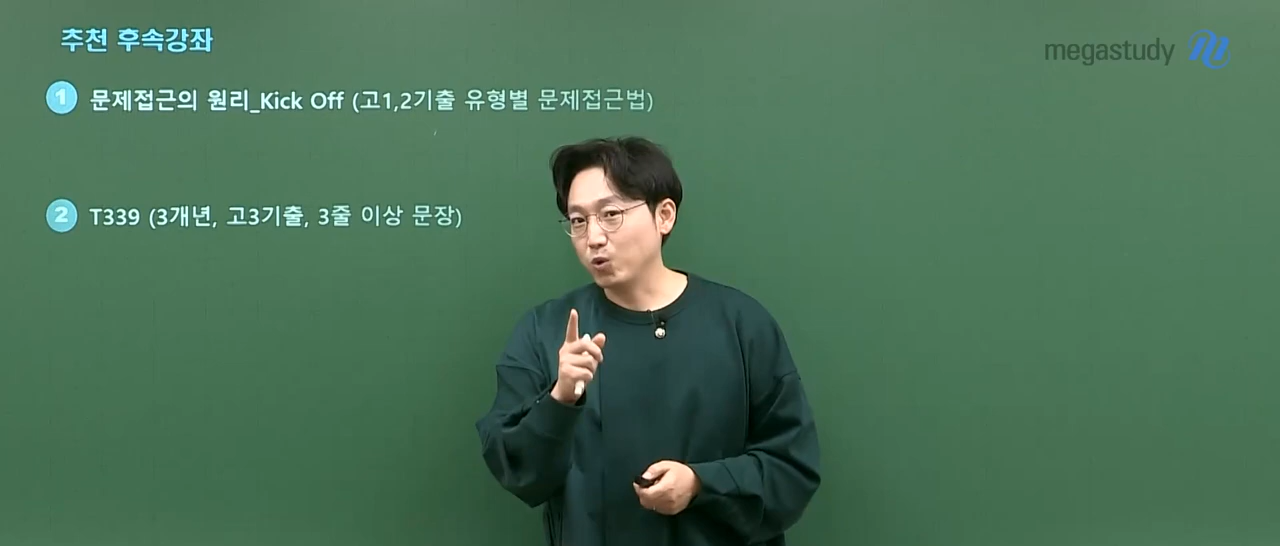 추천 후속강좌
megastudy
1 문제접근의 원리_Kick Off (고1,2기출 유형별 문제접근법)
2 T339 (3개년, 고3기출, 3줄 이상 문장)